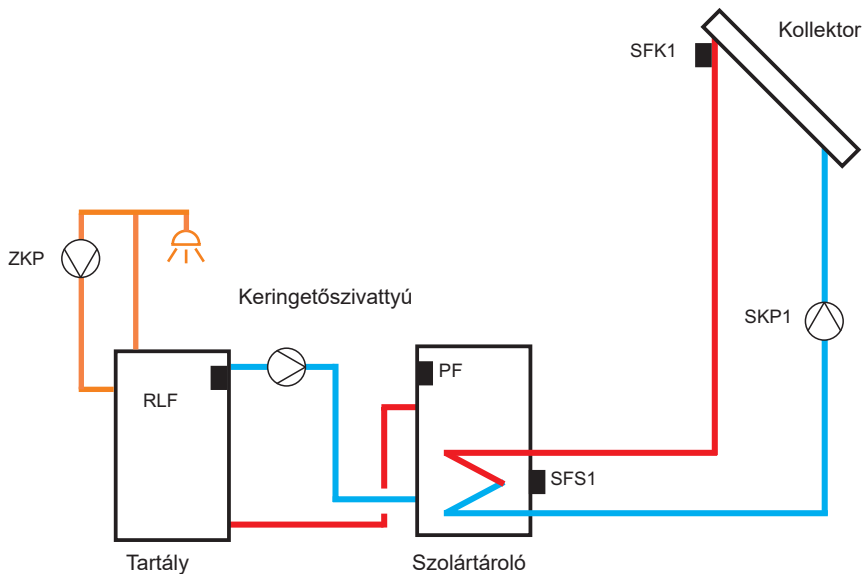 Kollektor
SFK1
ZKP
Keringetőszivattyú
SKP1
PF
RLF
SFS1
Tartály
Szolártároló